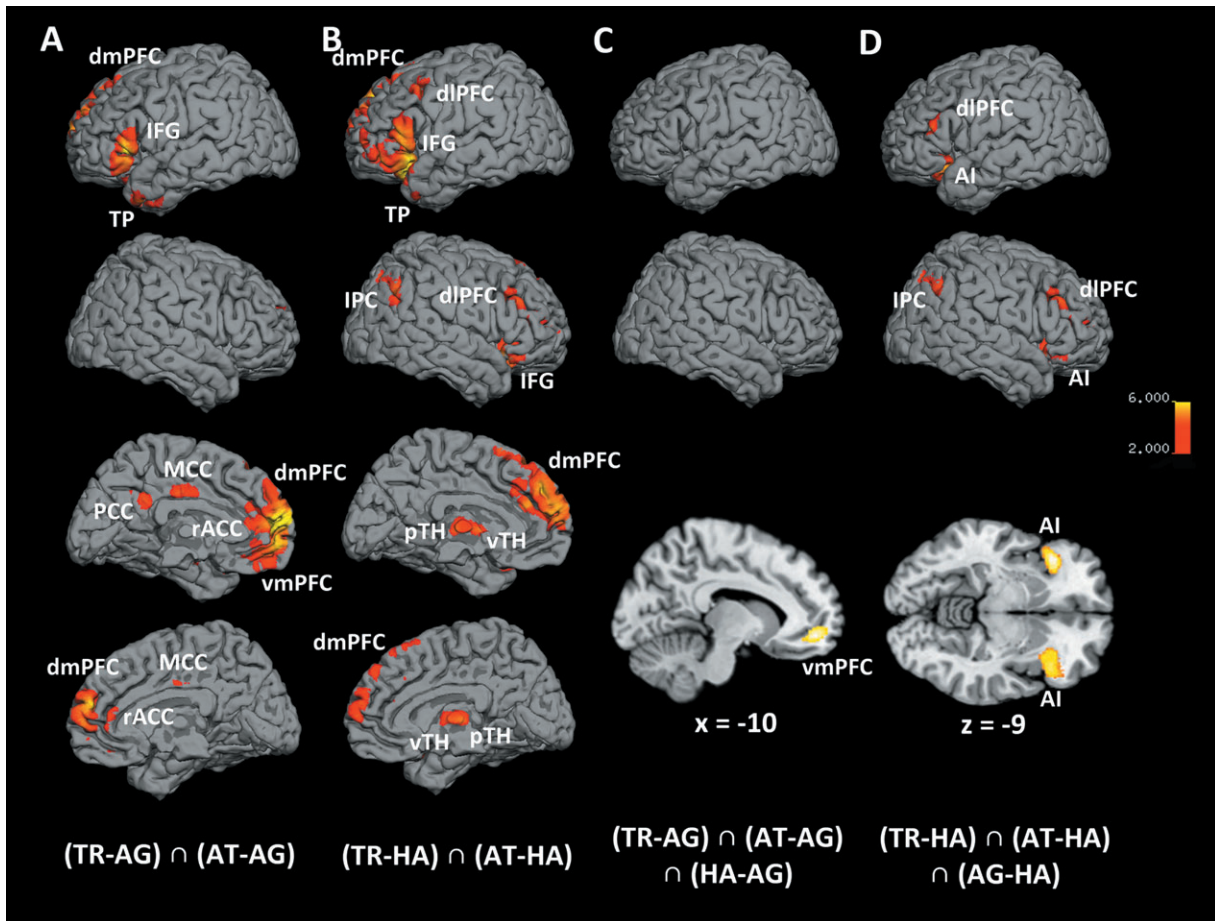 A
dmPFC
IFG
TP
MCC
dmPFC
PCC
rACC
vmPFC
dmPFC
MCC
rACC
(TR-AG) ∩ (AT-AG)
B
dmPFC
dlPFC
IFG
TP
IPC
dlPFC
IFG
dmPFC
pTH
vTH
dmPFC
vTH
pTH
(TR-HA) ∩ (AT-HA)
C
vmPFC
x = -10
(TR-AG) ∩ (AT-AG)
∩ (HA-AG)
D
dlPFC
AI
IPC
dlPFC
AI
6.000
2.000
AI
AI
z = -9
(TR-HA) ∩ (AT-HA)
∩ (AG-HA)